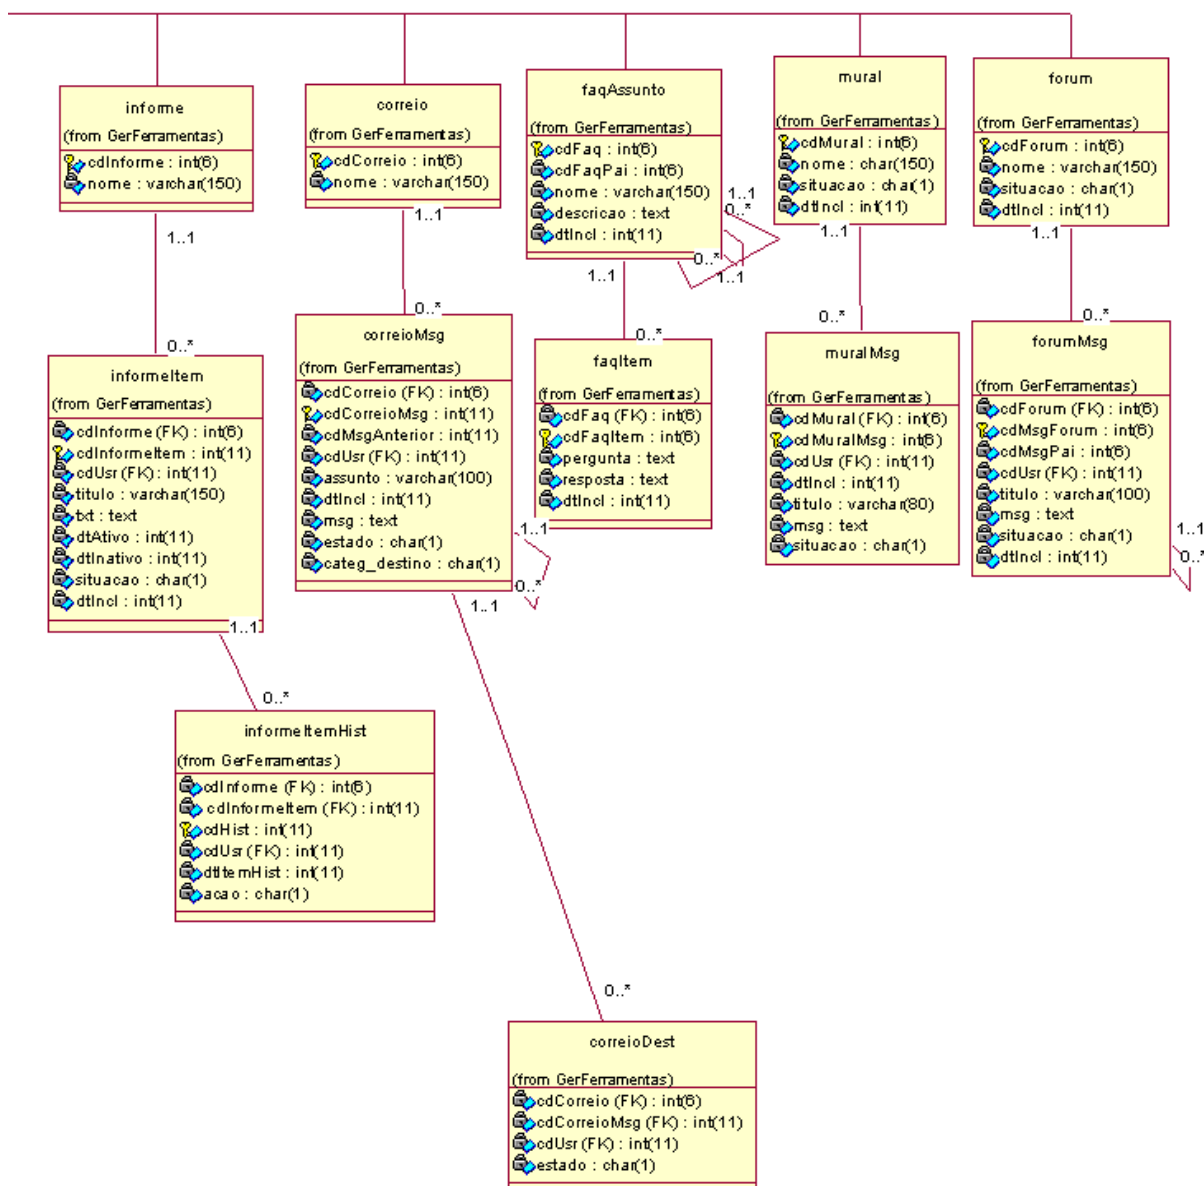 informe
(from GerFerramentas)
cdInforme : int(6)
nome : varchar(150)
1..1
0..*
correio
(from GerFerramentas)
cdCorreio : int(6)
nome : varchar(150)
1..1
0..*
faqAssunto
(from GerFerramentas)
cdFaq : int(6)
cdFaqPai : int(6)
nome : varchar(150)
descricao : text
dtIncl : int(11)
1..1
0..*
0..*
1..1
1..1
0..*
mural
(from GerFerramentas)
cdMural : int(6)
nome : char(150)
situacao : char(1)
dtIncl : int(11)
1..1
0..*
forum
(from GerFerramentas)
cdForum : int(6)
nome : varchar(150)
situacao : char(1)
dtIncl : int(11)
1..1
0..*
informeItem
(from GerFerramentas)
cdInforme (FK) : int(6)
cdInformeItem : int(11)
cdUsr (FK) : int(11)
titulo : varchar(150)
txt : text
dtAtivo : int(11)
dtInativo : int(11)
situacao : char(1)
dtIncl : int(11)
1..1
0..*
correioMsg
(from GerFerramentas)
cdCorreio (FK) : int(6)
cdCorreioMsg : int(11)
cdMsgAnterior : int(11)
cdUsr (FK) : int(11)
assunto : varchar(100)
dtIncl : int(11)
msg : text
estado : char(1)
categ_destino : char(1)
1..1
0..*
1..1
0..*
faqItem
(from GerFerramentas)
cdFaq (FK) : int(6)
cdFaqItem : int(6)
pergunta : text
resposta : text
dtIncl : int(11)
muralMsg
(from GerFerramentas)
cdMural (FK) : int(6)
cdMuralMsg : int(6)
cdUsr (FK) : int(11)
dtIncl : int(11)
titulo : varchar(80)
msg : text
situacao : char(1)
forumMsg
(from GerFerramentas)
cdForum (FK) : int(6)
cdMsgForum : int(6)
cdMsgPai : int(6)
cdUsr (FK) : int(11)
titulo : varchar(100)
msg : text
situacao : char(1)
dtIncl : int(11)
1..1
0..*
informeItemHist
(from GerFerramentas)
cdInforme (FK) : int(6)
cdInformeItem (FK) : int(11)
cdHist : int(11)
cdUsr (FK) : int(11)
dtItemHist : int(11)
acao : char(1)
correioDest
(from GerFerramentas)
cdCorreio (FK) : int(6)
cdCorreioMsg (FK) : int(11)
cdUsr (FK) : int(11)
estado : char(1)